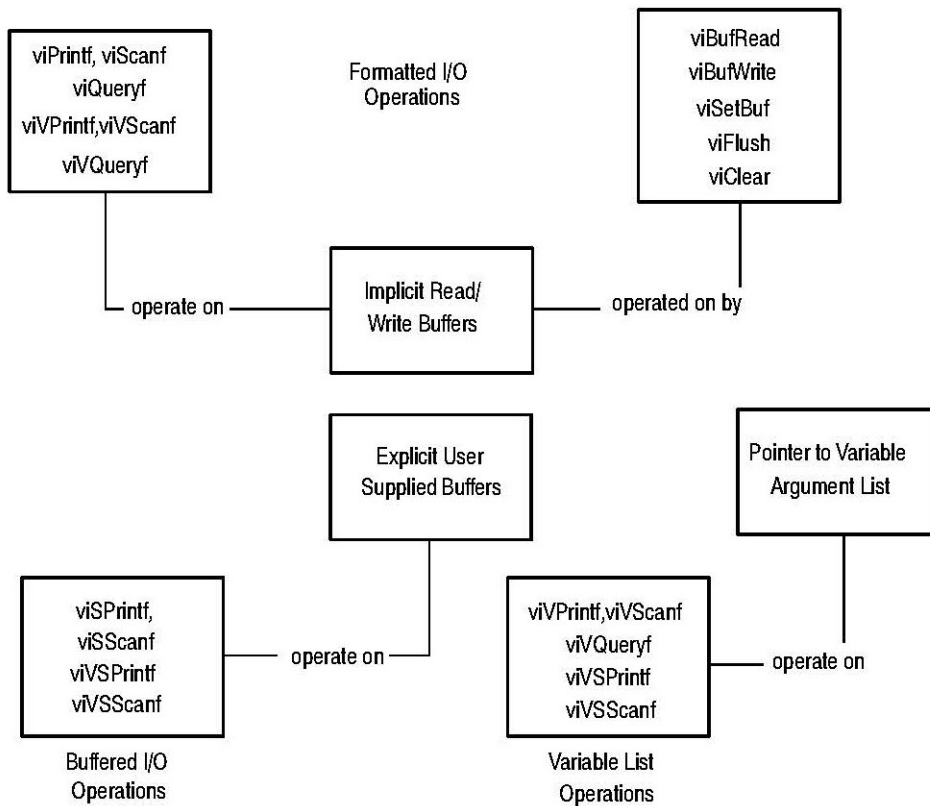 viPrintf, viScanf
viQueryf
viVPrintf,viVScanf
viVQueryf
Formatted I/O
Operations
viBufRead
viBufWrite
viSetBuf
viFlush
viClear
operate on
Implicit Read/
Write Buffers
operated on by
Explicit User
Supplied Buffers
Pointer to Variable
Argument List
viSPrintf,
viSScanf
viVSPrintf
viVSScanf
operate on
viVPrintf,viVScanf
viVQueryf
viVSPrintf
viVSScanf
operate on
Buffered I/O
Operations
Variable List
Operations